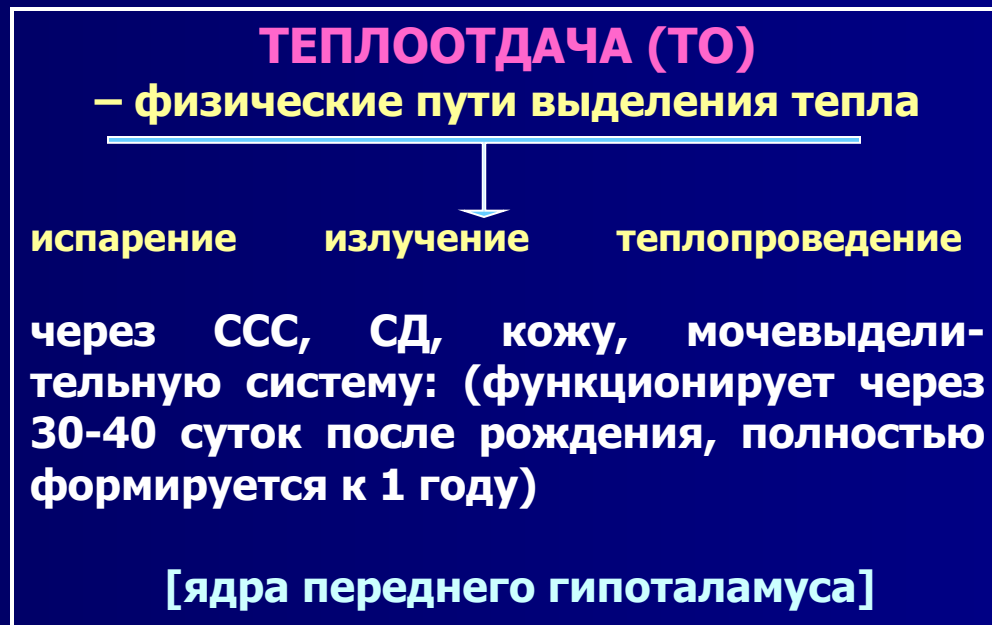 ТЕПЛООТДАЧА (ТО)
– физические пути выделения тепла
испарение излучение теплопроведение
через ССС, СД, кожу, мочевыдели-
тельную систему: (функционирует через
30-40 суток после рождения, полностью
формируется к 1 году)
[ядра переднего гипоталамуса]